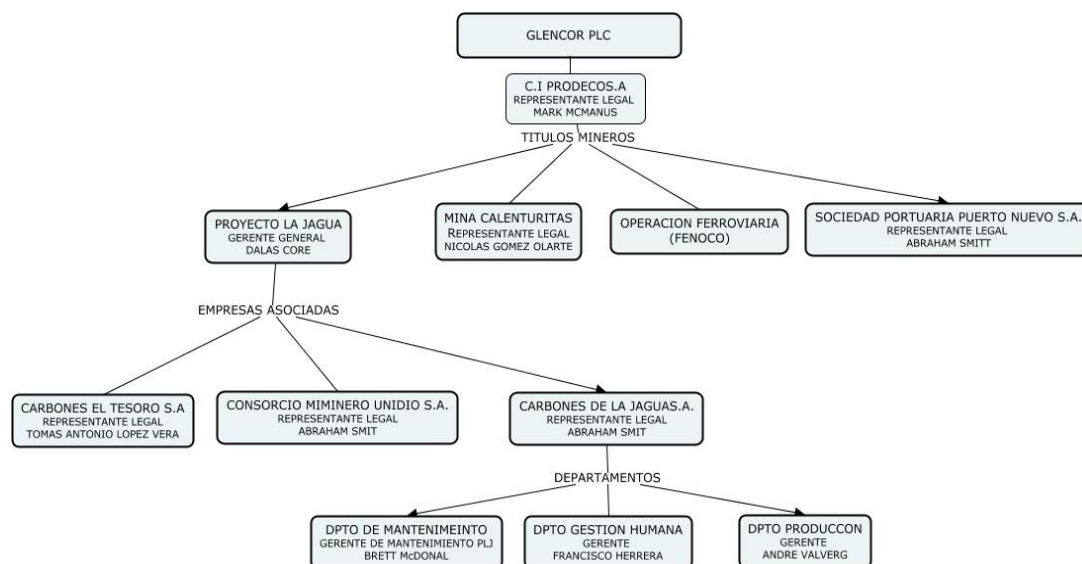 GLENCOR PLC
C.I PRODECOS.A
REPRESENTANTE LEGAL
MARK MCMANUS
TITULOS MINEROS
PROYECTO LA JAGUA
GERENTE GENERAL
DALAS CORE
MINA CALENTURITAS
REPRESENTANTE LEGAL
NICOLAS GOMEZ OLARTE
OPERACION FERROVIARIA
(FENOCO)
SOCIEDAD PORTUARIA PUERTO NUEVO S.A.
REPRESENTANTE LEGAL
ABRAHAM SMITT
EMPRESAS ASOCIADAS
CARBONES EL TESORO S.A
REPRESENTANTE LEGAL
TOMAS ANTONIO LOPEZ VERA
CONSORCIO MIMINERO UNIDIO S.A.
REPRESENTANTE LEGAL
ABRAHAM SMIT
CARBONES DE LA JAGUAS.A.
REPRESENTANTE LEGAL
ABRAHAM SMIT
DEPARTAMENTOS
DPTO DE MANTENIMEINTO
GERENTE DE MANTENIMIENTO PLJ
BRETT McDONAL
DPTO GESTION HUMANA
GERENTE
FRANCISCO HERRERA
DPTO PRODUCCON
GERENTE
ANDRE VALVERG